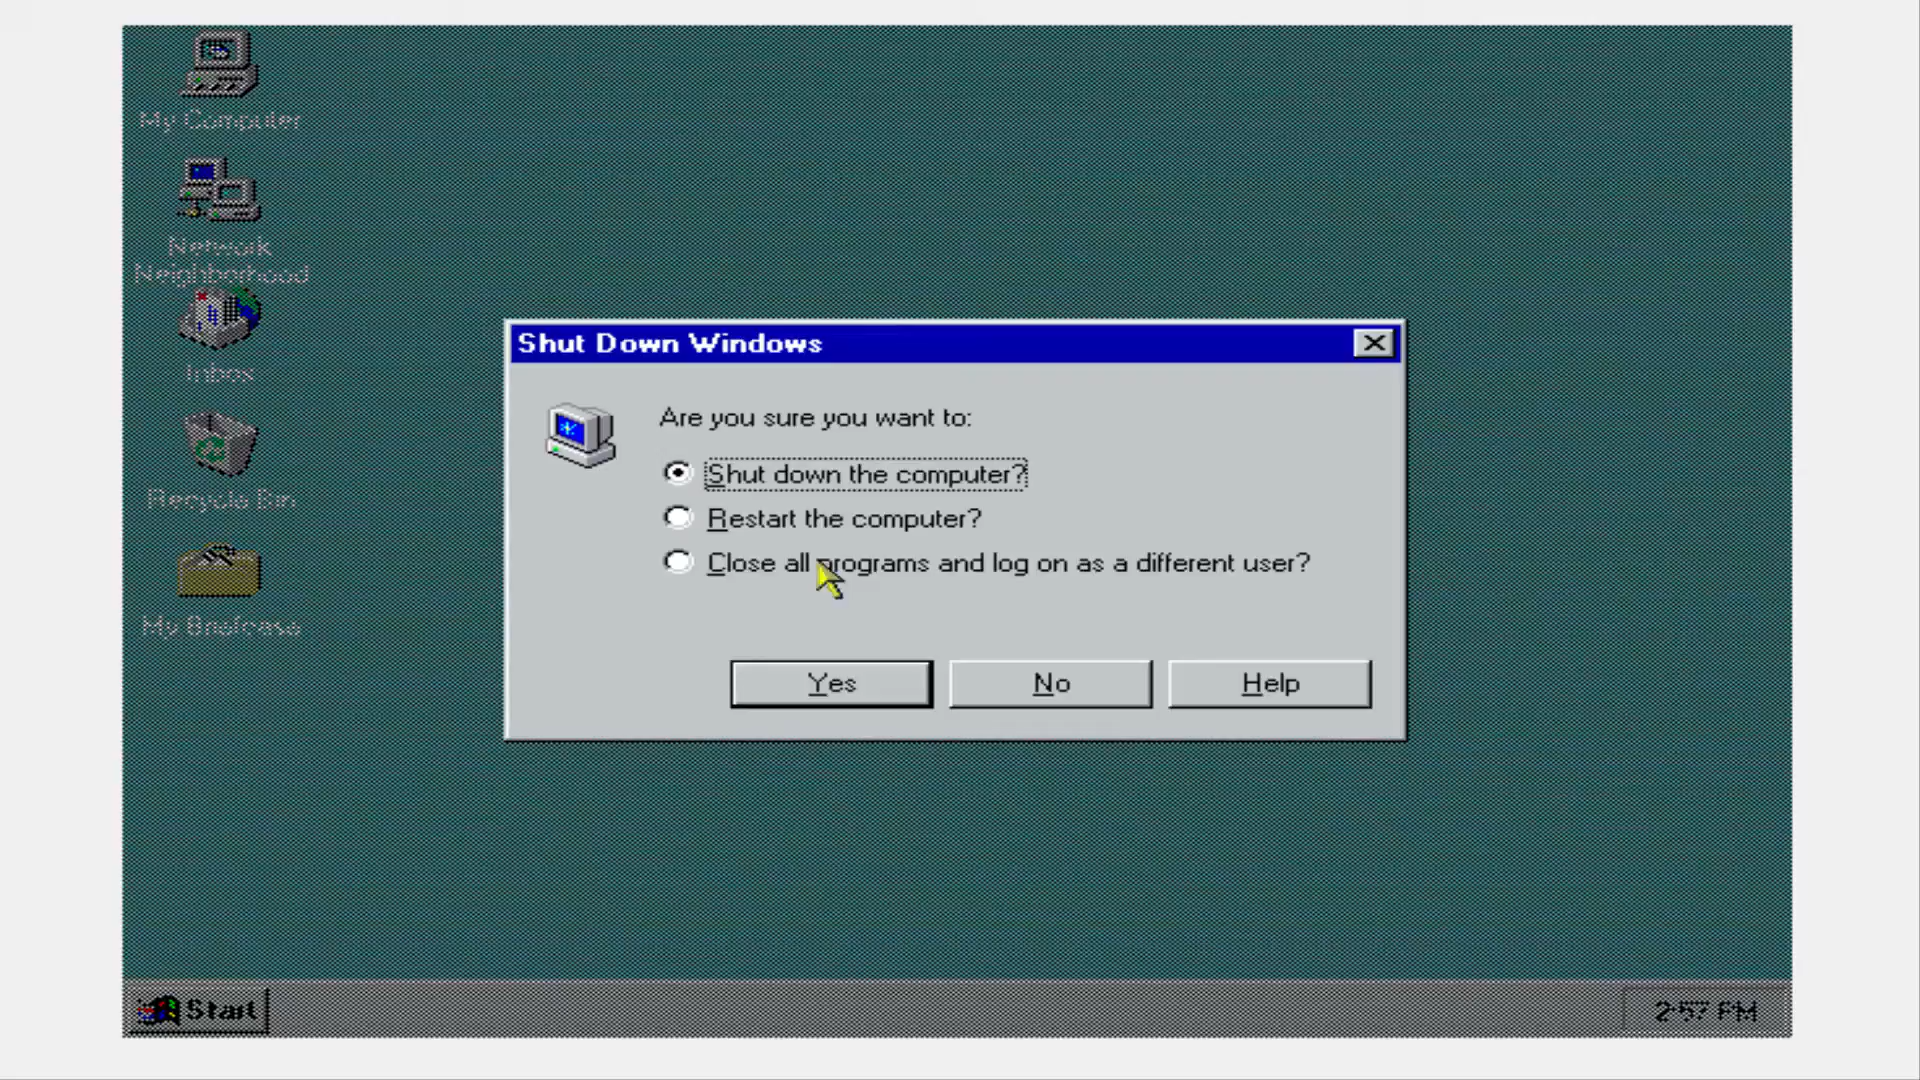 My Computer
Network
Neighborhood
Inbox
Recycle Bin
My Briefcase
Shut Down Windows
Are you sure you want to:
Shut down the computer?
Restart the computer?
Close all programs and log on as a different user?
Yes
No
Help
Start
2:57 PM